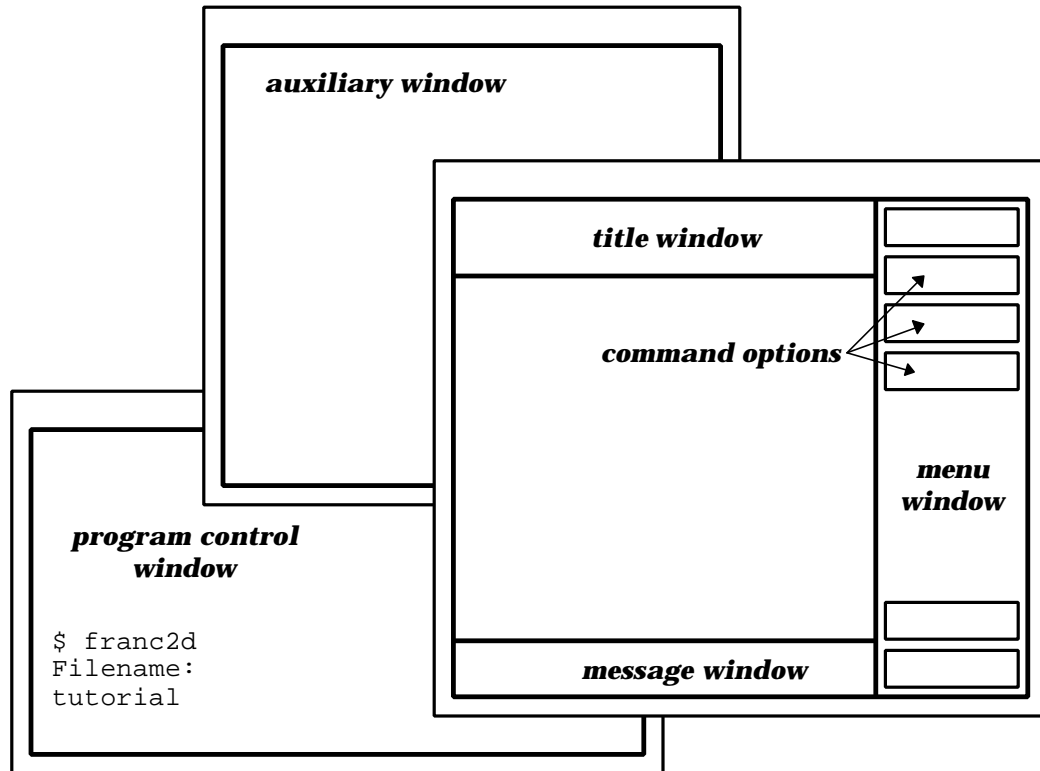 auxiliary window
title window
command options
menu
window
program control
window
$ franc2d
Filename:
tutorial
message window